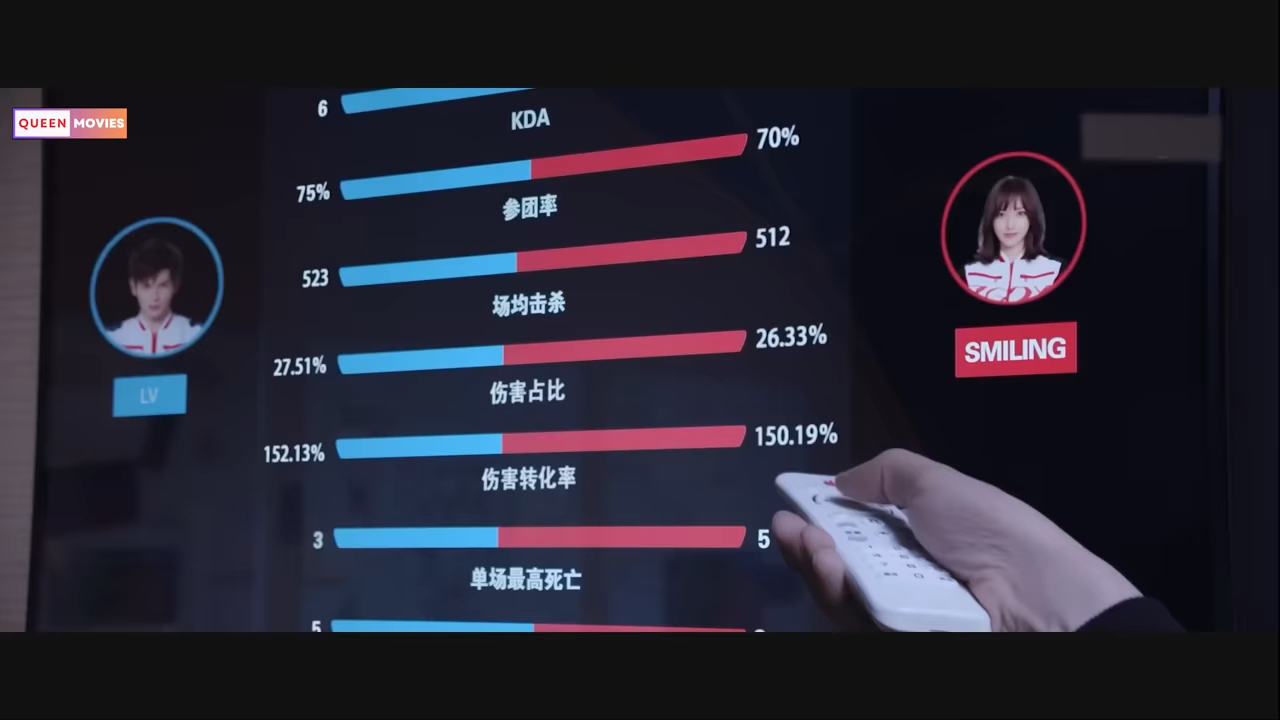 QUEEN MOVIES
6
KDA
75% 70%
参团率
523 512
场均击杀
27.51% 26.33%
伤害占比
152.13% 150.19%
伤害转化率
3 5
单场最高死亡
5
LV
SMILING